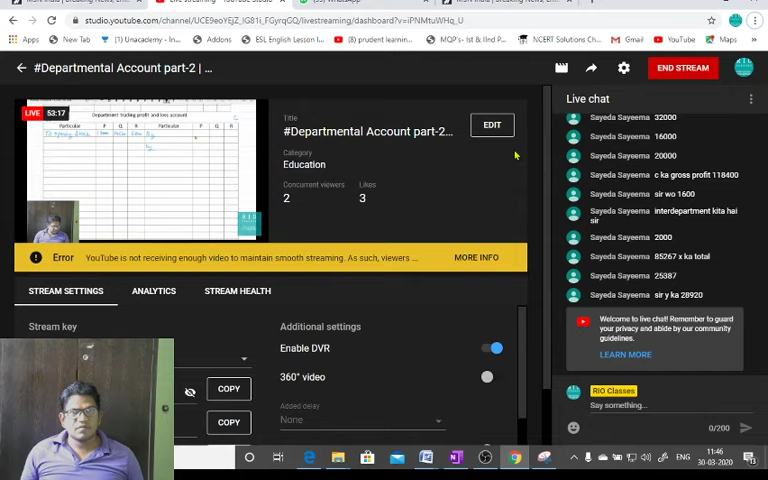 studio.youtube.com/channel/UCE9eoYEjZ_IG81i_FGyrqGQ/livestreaming/dashboard?v=iPNMtuWHq_U
Apps
New Tab
(1) Unacademy - In...
Bookmarks
ESL English Lesson:...
(8) prudent learnin...
MQP's- Ist & IInd P...
NCERT Solutions Ch...
Gmail
YouTube
Maps
#Departmental Account part-2 | ...
END STREAM
LIVE 53:17
Department trading profit and loss account
Particular P Q R Particular P Q R
Title
#Departmental Account part-2...
EDIT
Category
Education
Concurrent viewers
2
Likes
3
Error YouTube is not receiving enough video to maintain smooth streaming. As such, viewers ... MORE INFO
STREAM SETTINGS ANALYTICS STREAM HEALTH
Stream key
COPY
COPY
Additional settings
Enable DVR
360° video
Added delay
None
Live chat
Sayeda Sayeema 32000
Sayeda Sayeema 16000
Sayeda Sayeema 20000
Sayeda Sayeema c ka gross profit 118400
Sayeda Sayeema sir wo 1600
Sayeda Sayeema interdepartment kita hai
sir
Sayeda Sayeema 2000
Sayeda Sayeema 85267 x ka total
Sayeda Sayeema 25387
Sayeda Sayeema sir y ka 28920
Welcome to live chat! Remember to guard
your privacy and abide by our community
guidelines.
LEARN MORE
RIO Classes
Say something...
0/200
ENG
11:46
30-03-2020